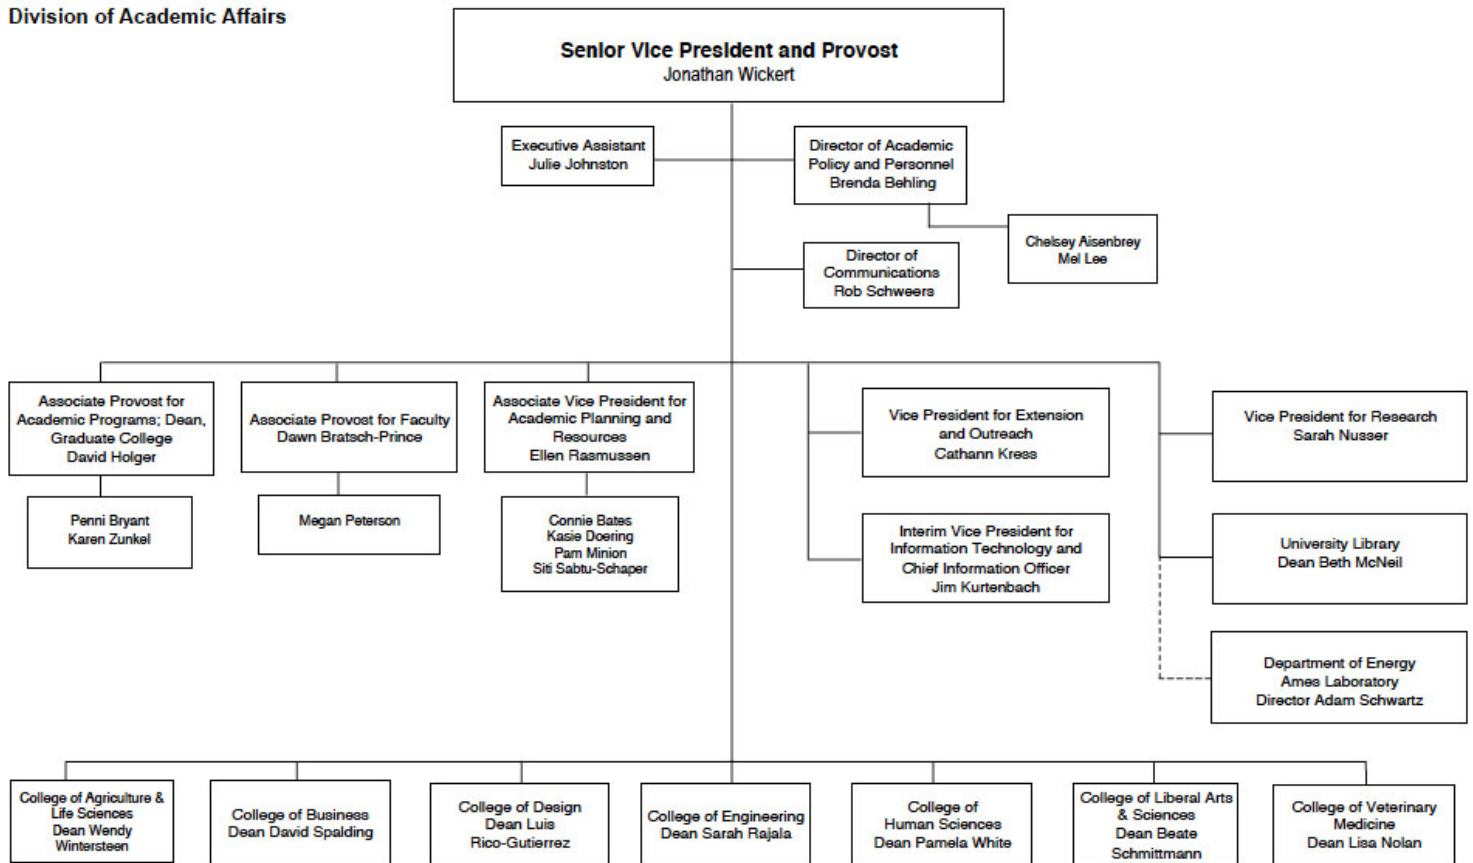 Division of Academic Affairs
Senior Vice President and Provost
Jonathan Wickert
Executive Assistant
Julie Johnston
Director of Academic
Policy and Personnel
Brenda Behling
Chelsey Aisenbrey
Mel Lee
Director of
Communications
Rob Schweers
Associate Provost for
Academic Programs; Dean,
Graduate College
David Holger
Associate Provost for Faculty
Dawn Bratsch-Prince
Associate Vice President for
Academic Planning and
Resources
Ellen Rasmussen
Vice President for Extension
and Outreach
Cathann Kress
Vice President for Research
Sarah Nusser
Penni Bryant
Karen Zunkel
Megan Peterson
Connie Bates
Kasie Doering
Pam Minion
Siti Sabtu-Schaper
Interim Vice President for
Information Technology and
Chief Information Officer
Jim Kurtenbach
University Library
Dean Beth McNeil
Department of Energy
Ames Laboratory
Director Adam Schwartz
College of Agriculture &
Life Sciences
Dean Wendy
Wintersteen
College of Business
Dean David Spalding
College of Design
Dean Luis
Rico-Gutierrez
College of Engineering
Dean Sarah Rajala
College of
Human Sciences
Dean Pamela White
College of Liberal Arts
& Sciences
Dean Beate
Schmittmann
College of Veterinary
Medicine
Dean Lisa Nolan